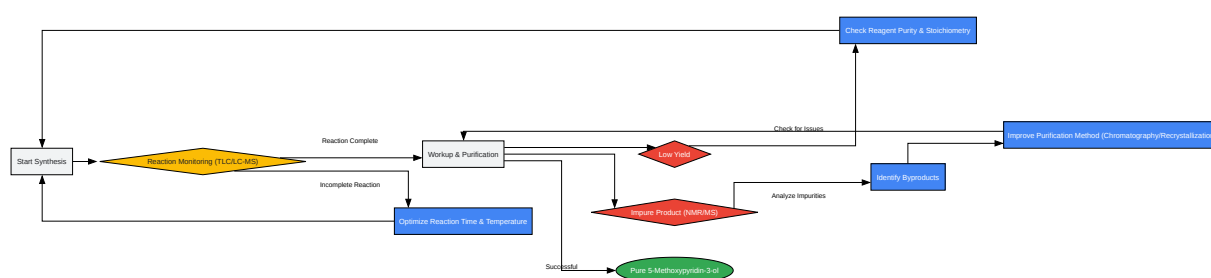 Check Reagent Purity & Stoichiometry
Check for Issues
Improve Purification Method (Chromatography/Recrystallization
Reaction Complete
Start Synthesis
Reaction Monitoring (TLC/LC-MS)
Workup & Purification
Low Yield
Identify Byproducts
Incomplete Reaction
Analyze Impurities
Optimize Reaction Time & Temperature
Impure Product (NMR/MS)
Successful
Pure 5-Methoxypyridin-3-ol